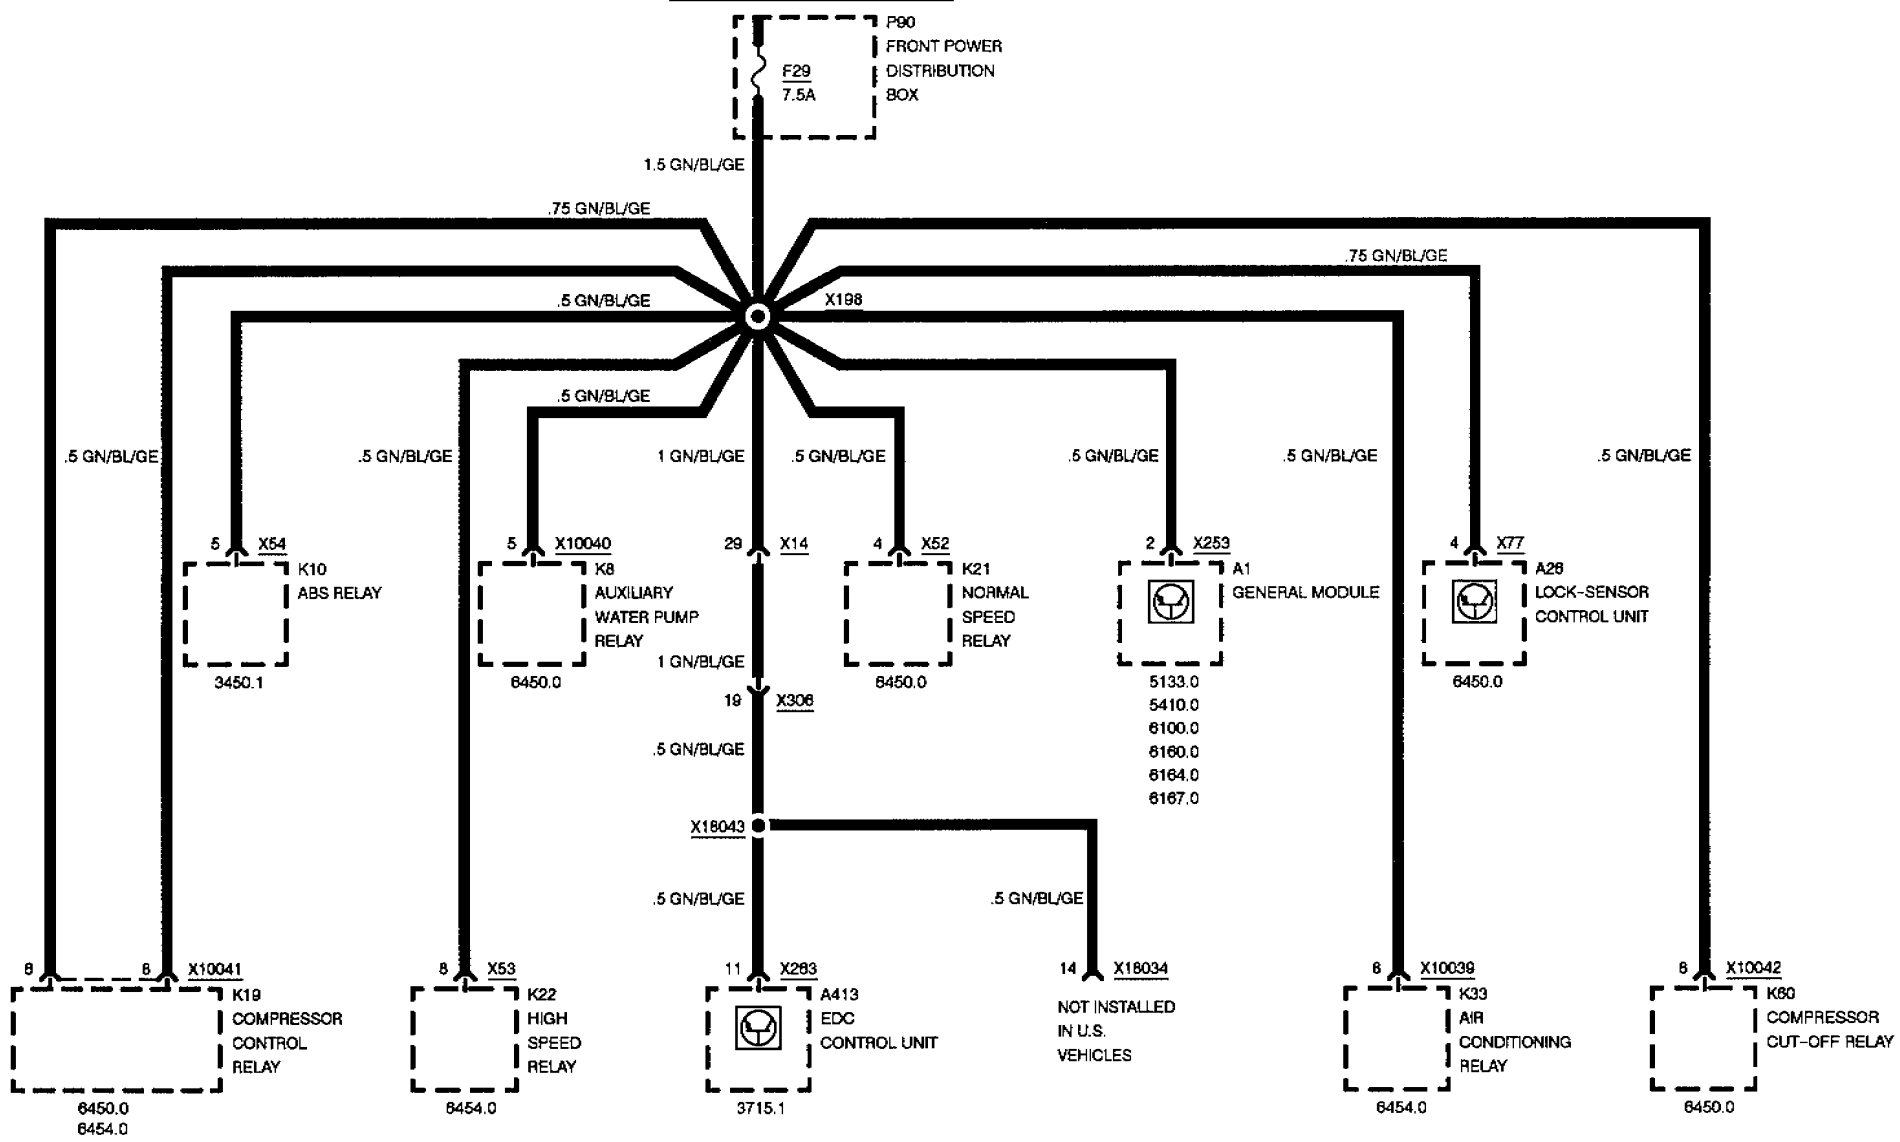 P90
FRONT POWER
DISTRIBUTION
BOX
F29
7.5A
1.5 GN/BL/GE
.75 GN/BL/GE
.75 GN/BL/GE
.5 GN/BL/GE
X198
.5 GN/BL/GE
.5 GN/BL/GE
.5 GN/BL/GE
1 GN/BL/GE
.5 GN/BL/GE
.5 GN/BL/GE
.5 GN/BL/GE
.5 GN/BL/GE
5 X54
5 X10040
29 X14
4 X52
2 X253
4 X77
K10
ABS RELAY
3450.1
K8
AUXILIARY
WATER PUMP
RELAY
6450.0
K21
NORMAL
SPEED
RELAY
6450.0
A1
GENERAL MODULE
5133.0
5410.0
6100.0
6160.0
6164.0
6167.0
A26
LOCK-SENSOR
CONTROL UNIT
6450.0
1 GN/BL/GE
19 X306
.5 GN/BL/GE
X18043
.5 GN/BL/GE
.5 GN/BL/GE
X10041
8 X53
11 X263
14 X18034
X10039
X10042
K19
COMPRESSOR
CONTROL
RELAY
6450.0
6454.0
K22
HIGH
SPEED
RELAY
6454.0
A413
EDC
CONTROL UNIT
3715.1
NOT INSTALLED
IN U.S.
VEHICLES
K33
AIR
CONDITIONING
RELAY
6454.0
K60
COMPRESSOR
CUT-OFF RELAY
6450.0